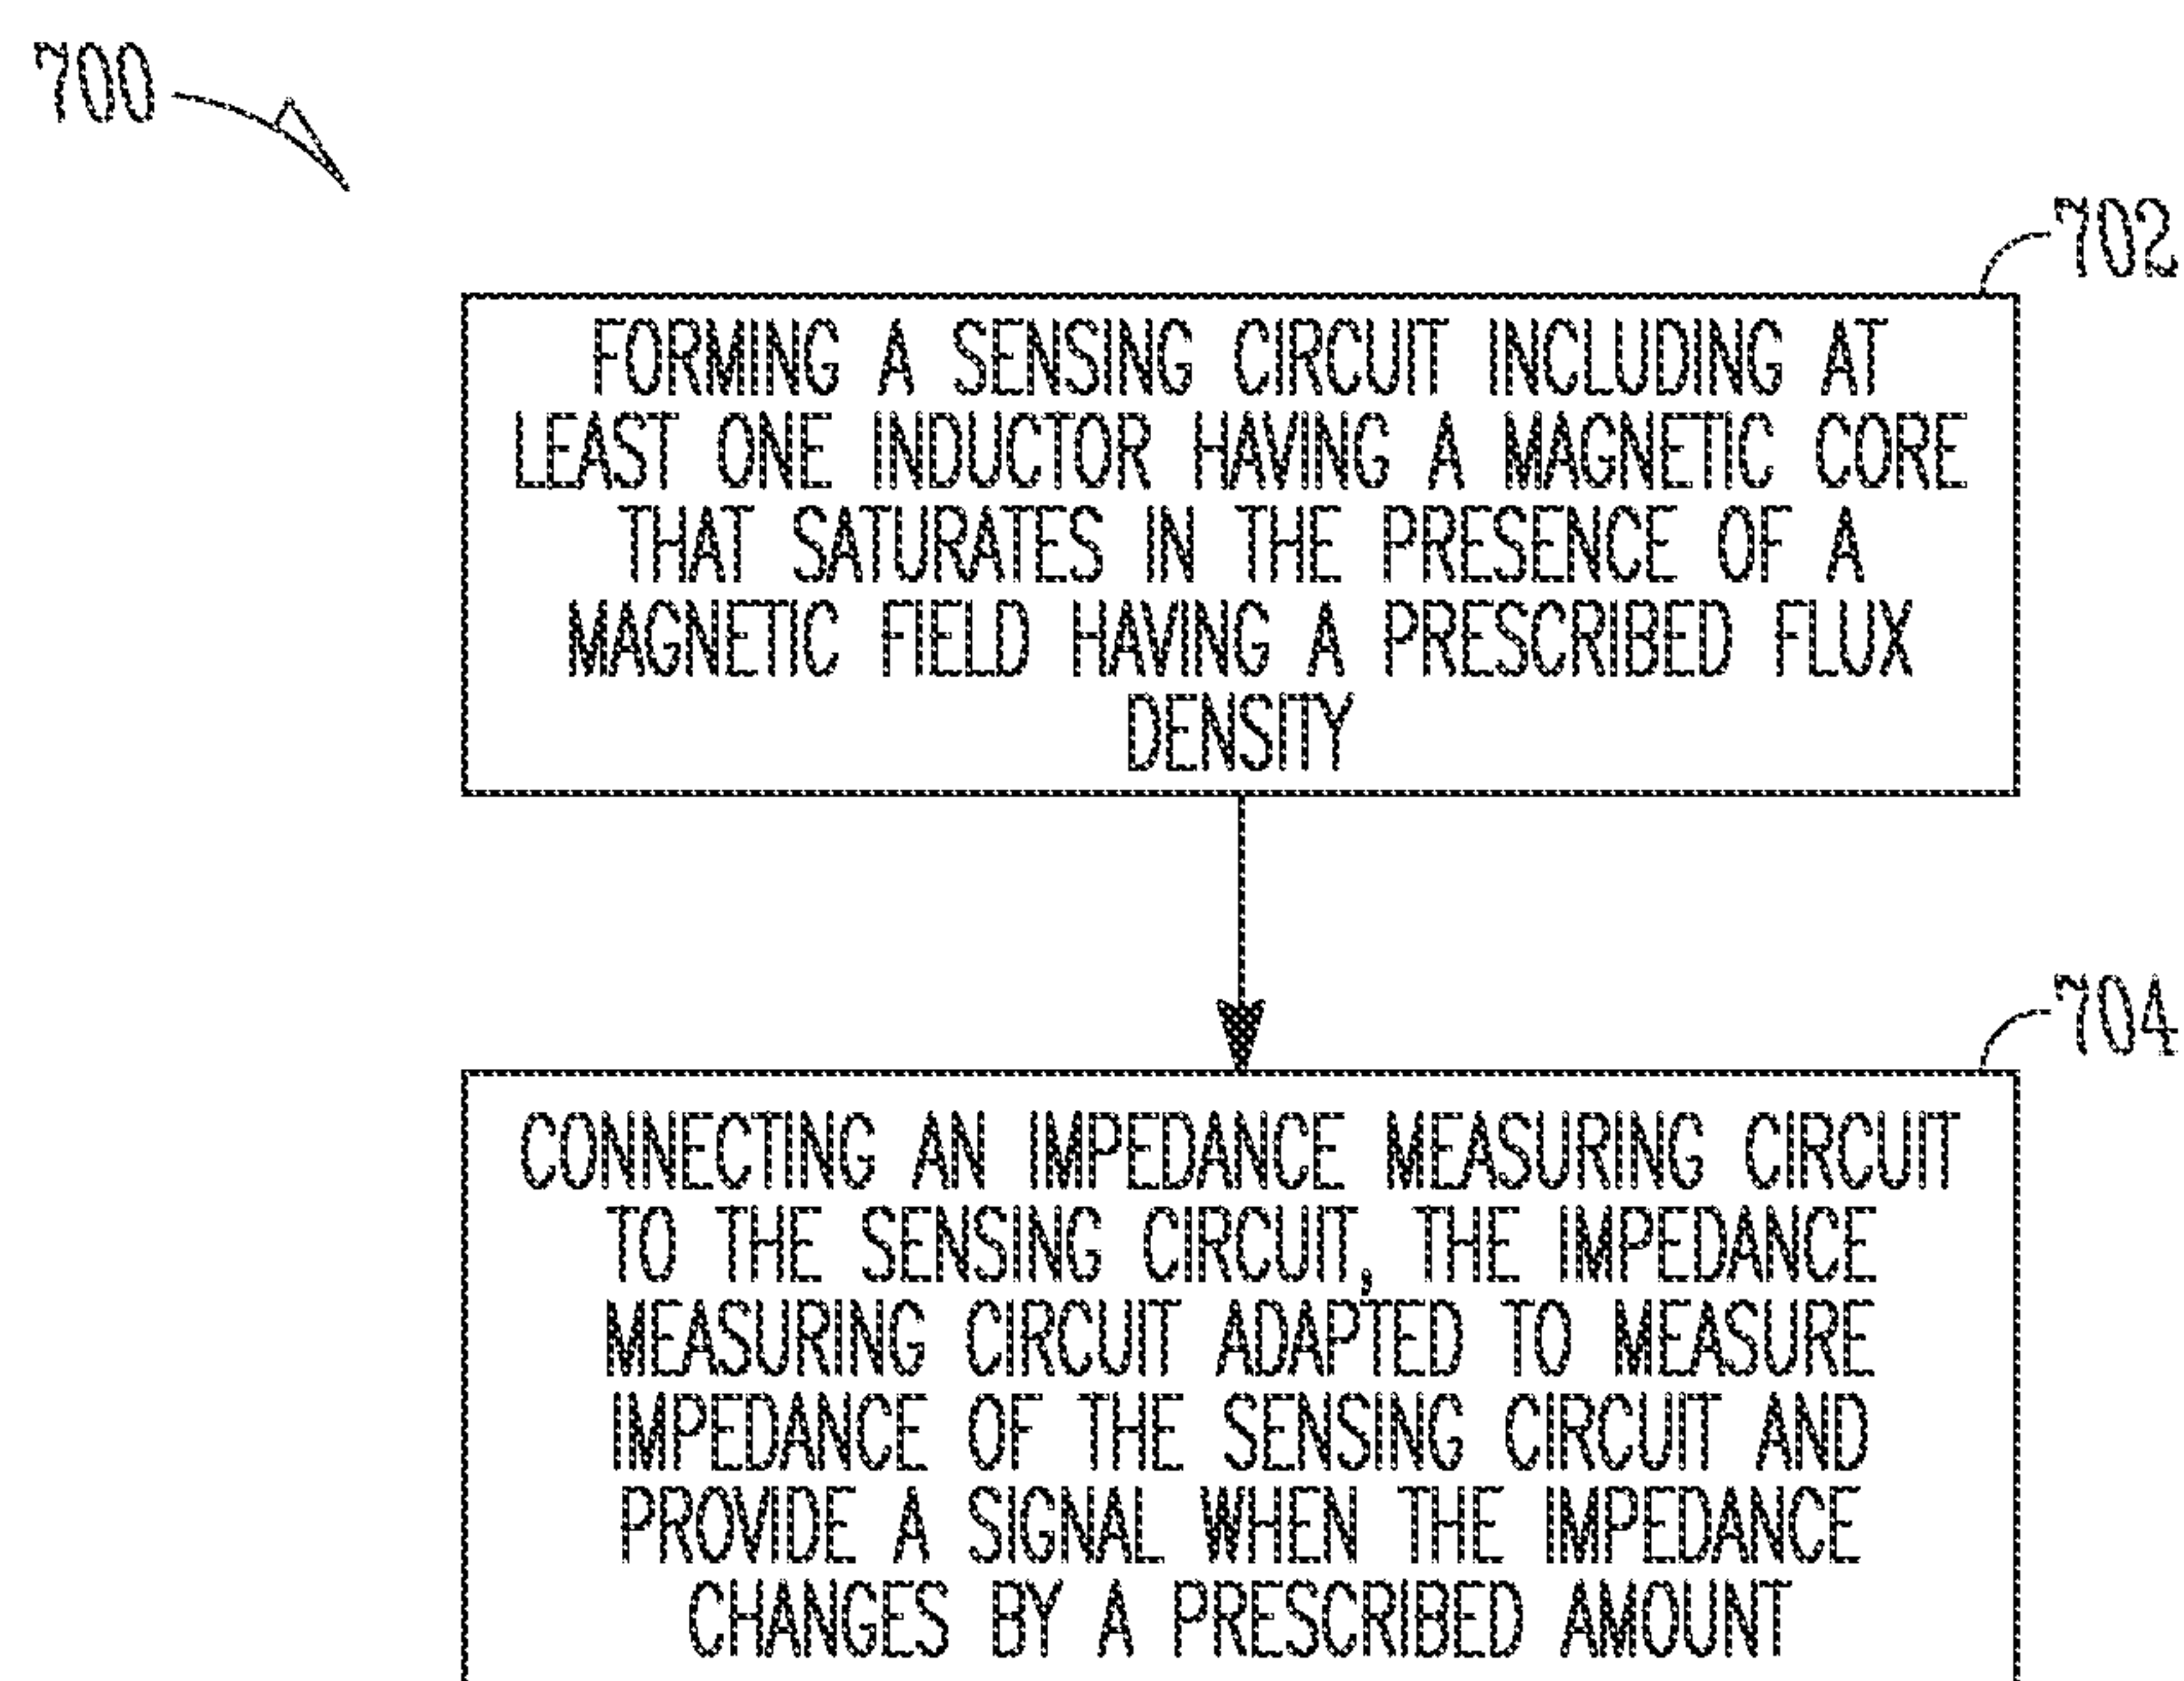 700
702
FORMING A SENSING CIRCUIT INCLUDING AT
LEAST ONE INDUCTOR HAVING A MAGNETIC CORE
THAT SATURATES IN THE PRESENCE OF A
MAGNETIC FIELD HAVING A PRESCRIBED FLUX
DENSITY
704
CONNECTING AN IMPEDANCE MEASURING CIRCUIT
TO THE SENSING CIRCUIT, THE IMPEDANCE
MEASURING CIRCUIT ADAPTED TO MEASURE
IMPEDANCE OF THE SENSING CIRCUIT AND
PROVIDE A SIGNAL WHEN THE IMPEDANCE
CHANGES BY A PRESCRIBED AMOUNT